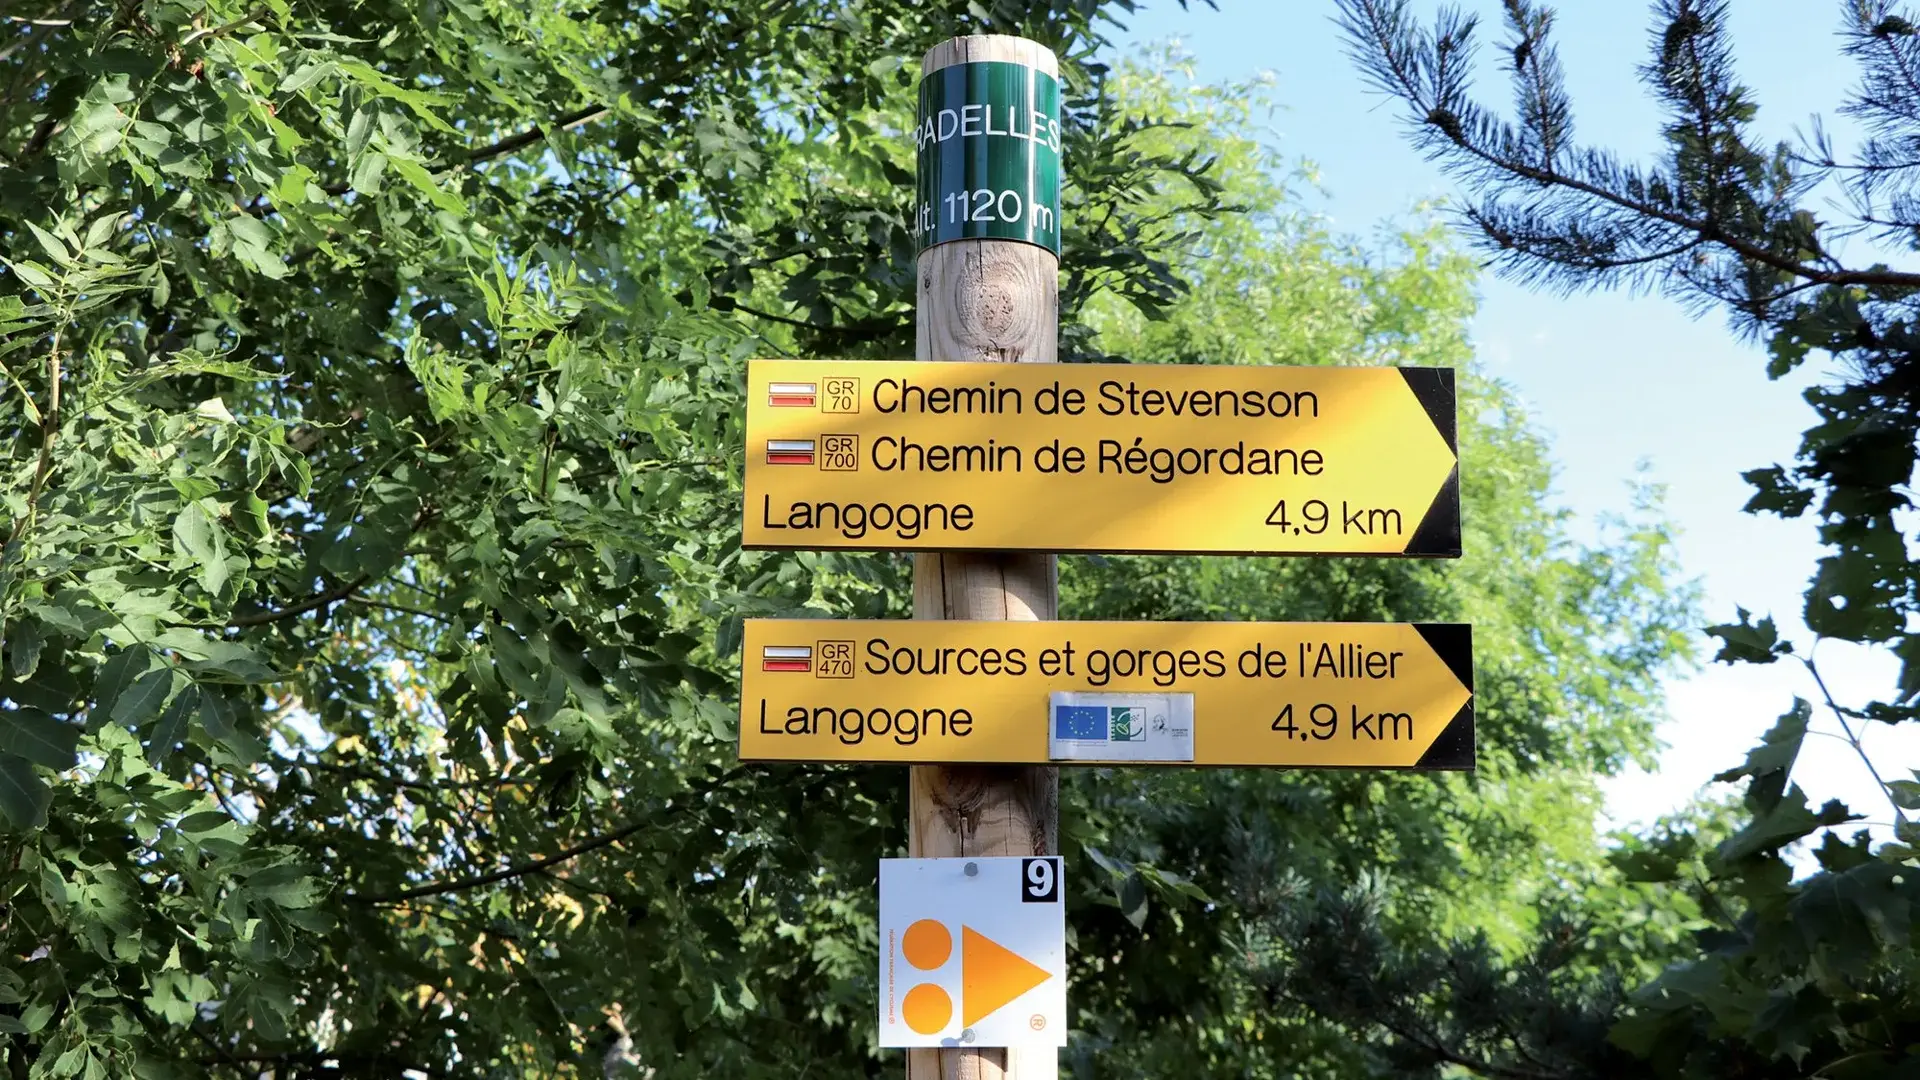 RADELLES
lt. 1120 m
GR 70 Chemin de Stevenson
GR 700 Chemin de Régordane
Langogne 4,9 km
GR 470 Sources et gorges de l'Allier
Langogne 4,9 km
9
®